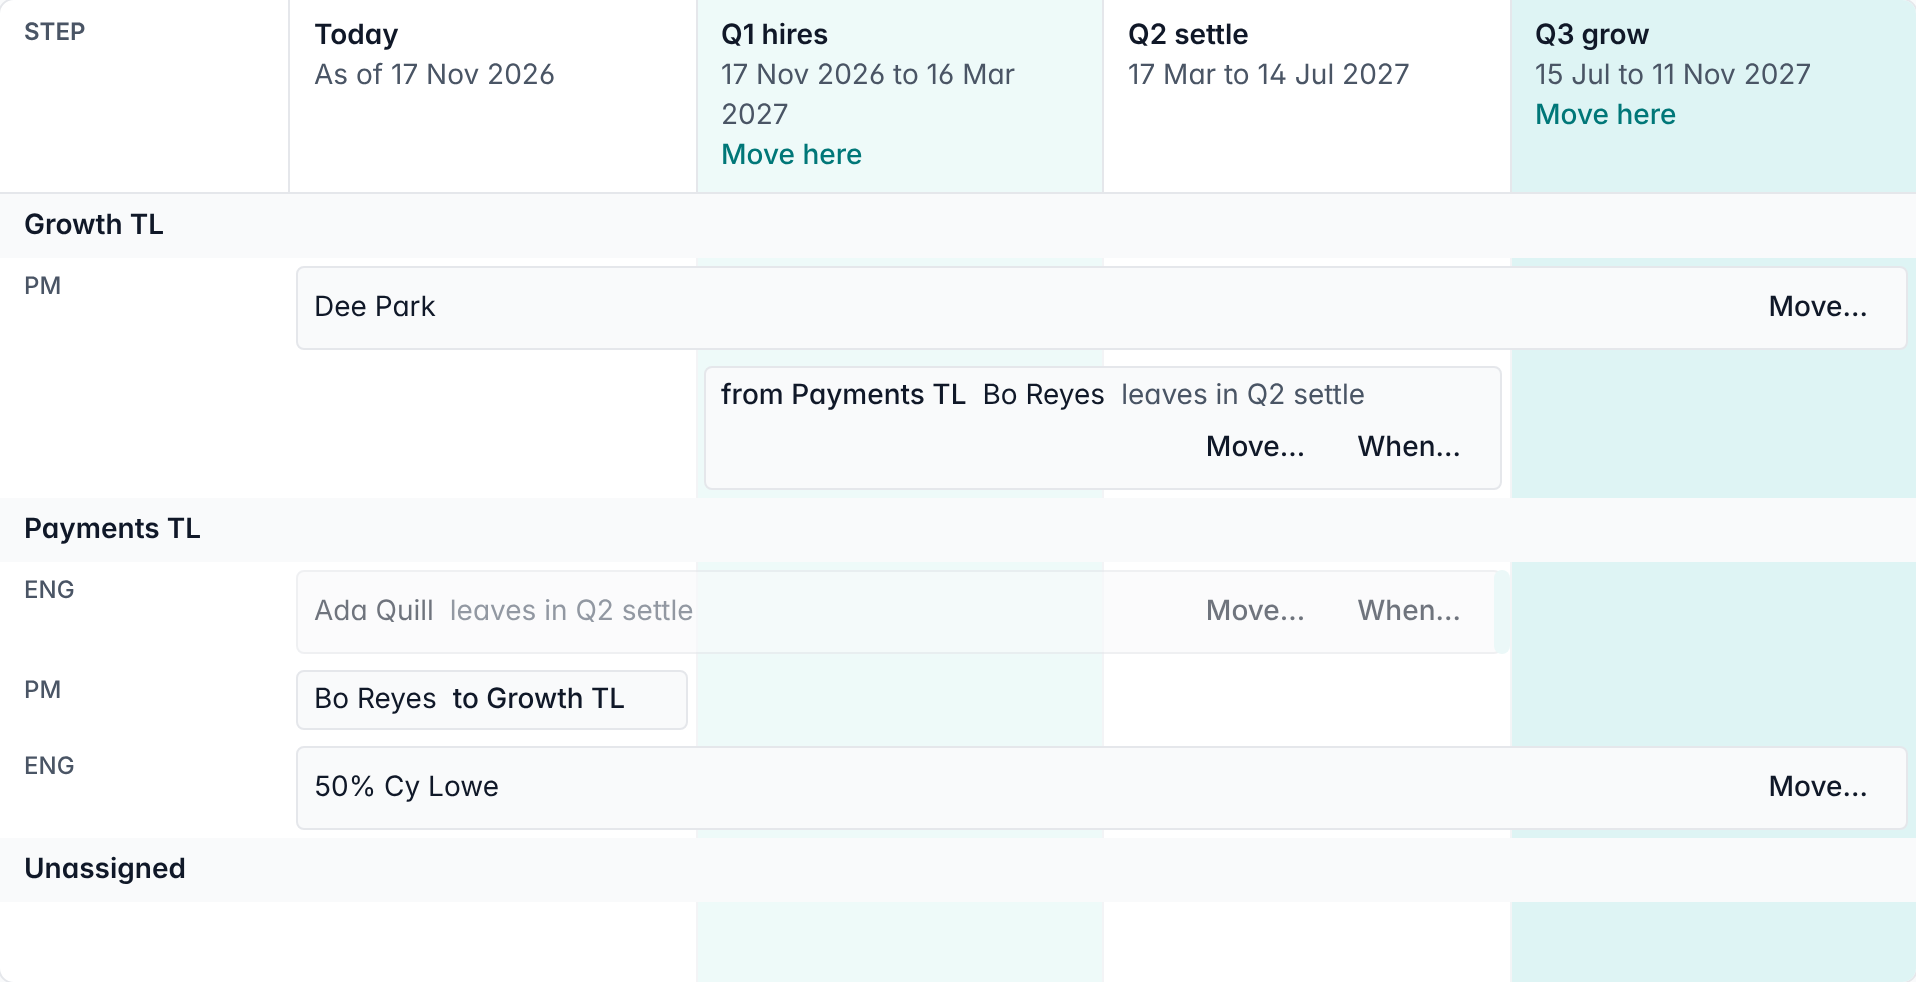 STEP
Today
As of 17 Nov 2026
Q1 hires
17 Nov 2026 to 16 Mar
2027
Move here
Q2 settle
17 Mar to 14 Jul 2027
Q3 grow
15 Jul to 11 Nov 2027
Move here
Growth TL
PM
Dee Park
Move...
from Payments TL Bo Reyes leaves in Q2 settle
Move... When...
Payments TL
ENG
Ada Quill leaves in Q2 settle
Move... When...
PM
Bo Reyes to Growth TL
ENG
50% Cy Lowe
Move...
Unassigned